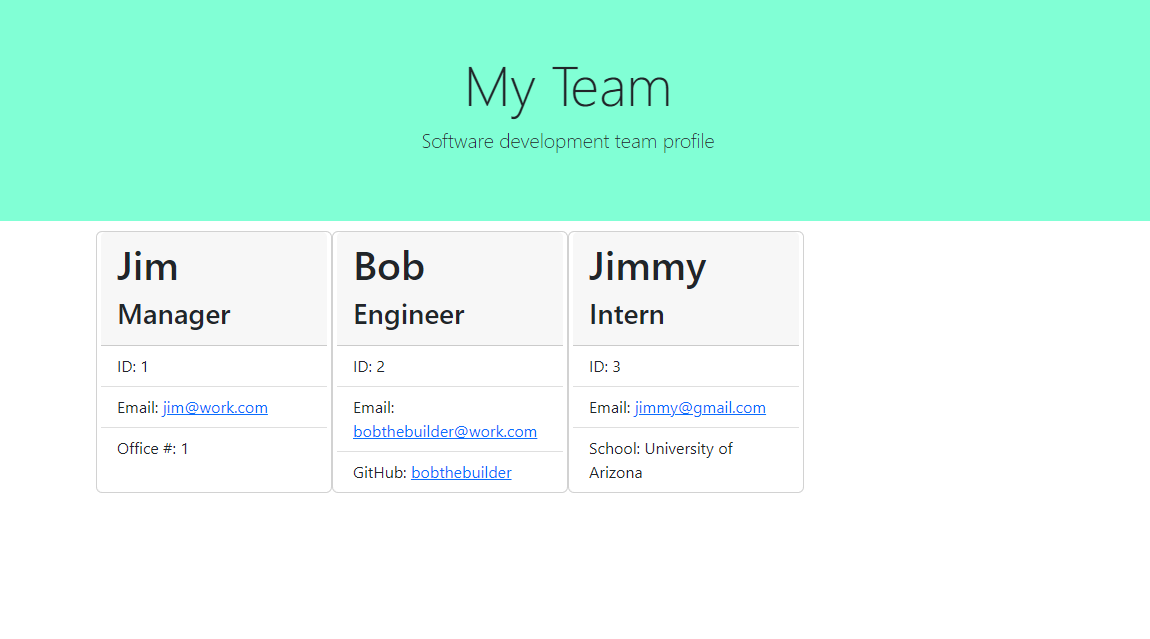 My Team
Software development team profile
Jim
Manager
ID: 1
Email: jim@work.com
Office #: 1
Bob
Engineer
ID: 2
Email:
bobthebuilder@work.com
GitHub: bobthebuilder
Jimmy
Intern
ID: 3
Email: jimmy@gmail.com
School: University of
Arizona